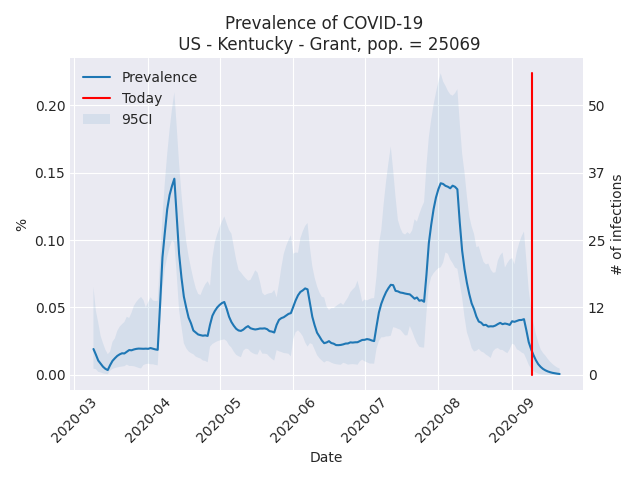 Prevalence of COVID-19
US - Kentucky - Grant, pop. = 25069
Prevalence
Today
95CI
%
0.20
0.15
0.10
0.05
0.00
50
37
25
12
0
# of infections
2020-03
2020-04
2020-05
2020-06
2020-07
2020-08
2020-09
Date